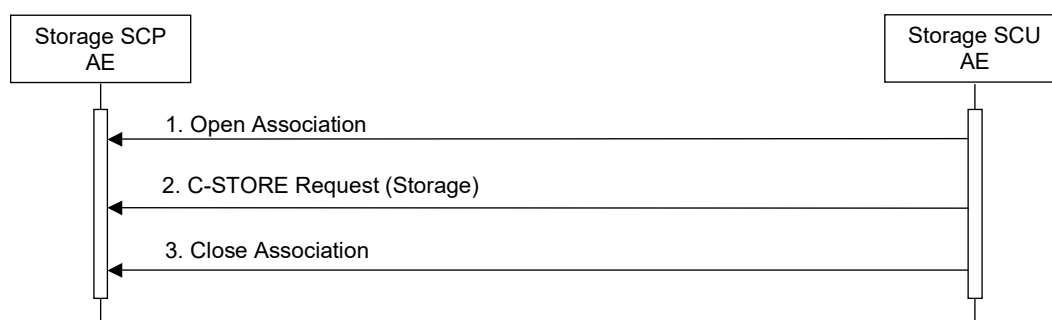 Storage SCP
AE
Storage SCU
AE
1. Open Association
2. C-STORE Request (Storage)
3. Close Association